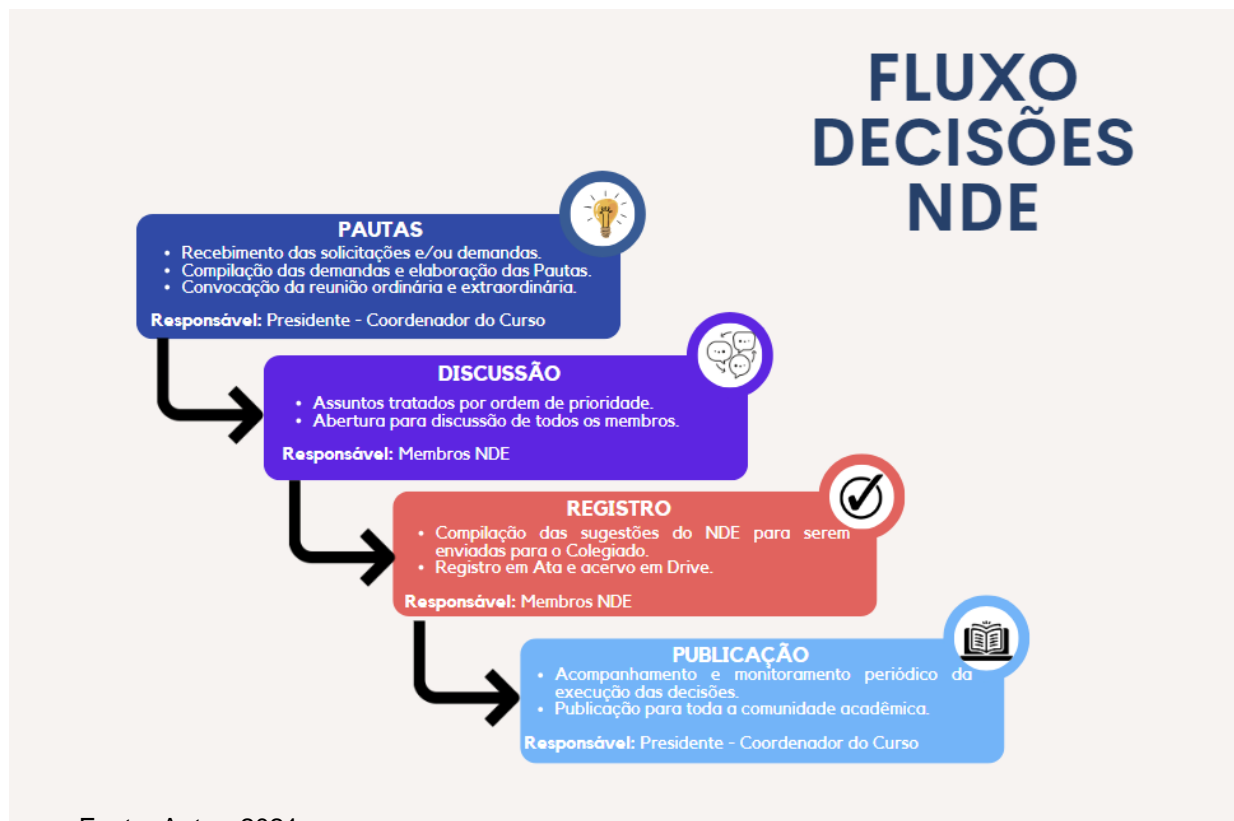 FLUXO
DECISÕES
NDE
PAUTAS
• Recebimento das solicitações e/ou demandas.
• Compilação das demandas e elaboração das Pautas.
• Convocação da reunião ordinária e extraordinária.
Responsável: Presidente - Coordenador do Curso
DISCUSSÃO
• Assuntos tratados por ordem de prioridade.
• Abertura para discussão de todos os membros.
Responsável: Membros NDE
REGISTRO
• Compilação das sugestões do NDE para serem
enviadas para o Colegiado.
• Registro em Ata e acervo em Drive.
Responsável: Membros NDE
PUBLICAÇÃO
• Acompanhamento e monitoramento periódico da
execução das decisões.
• Publicação para toda a comunidade acadêmica.
Responsável: Presidente - Coordenador do Curso